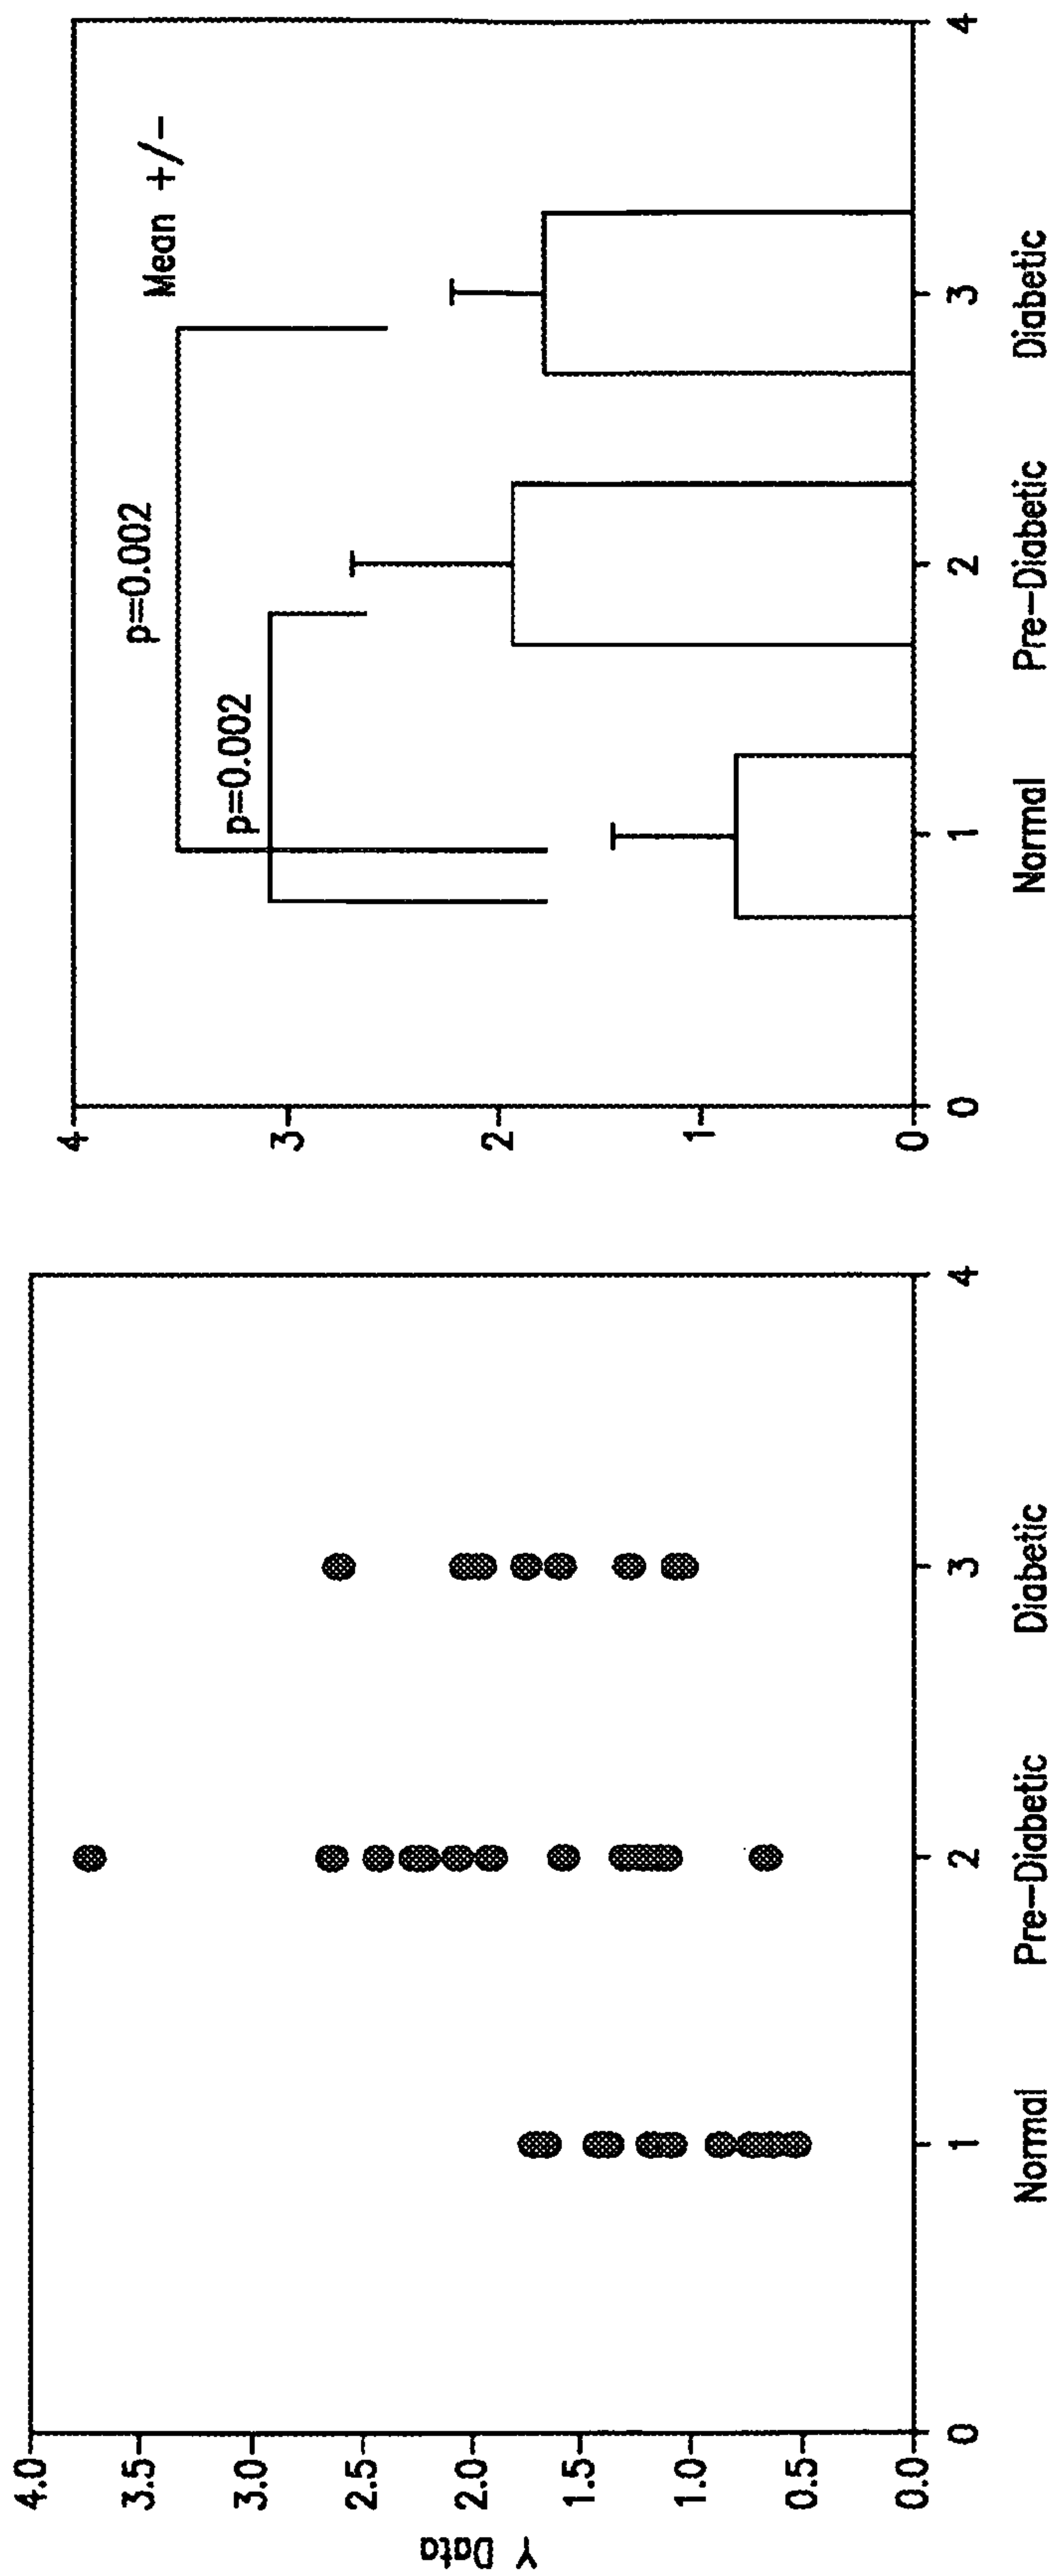 Y Data
4.0
3.5
3.0
2.5
2.0
1.5
1.0
0.5
0.0
0 1 2 3 4
Normal Pre-Diabetic Diabetic
Mean +/-
p=0.002
p=0.002
4
3
2
1
0
0 1 2 3 4
Normal Pre-Diabetic Diabetic